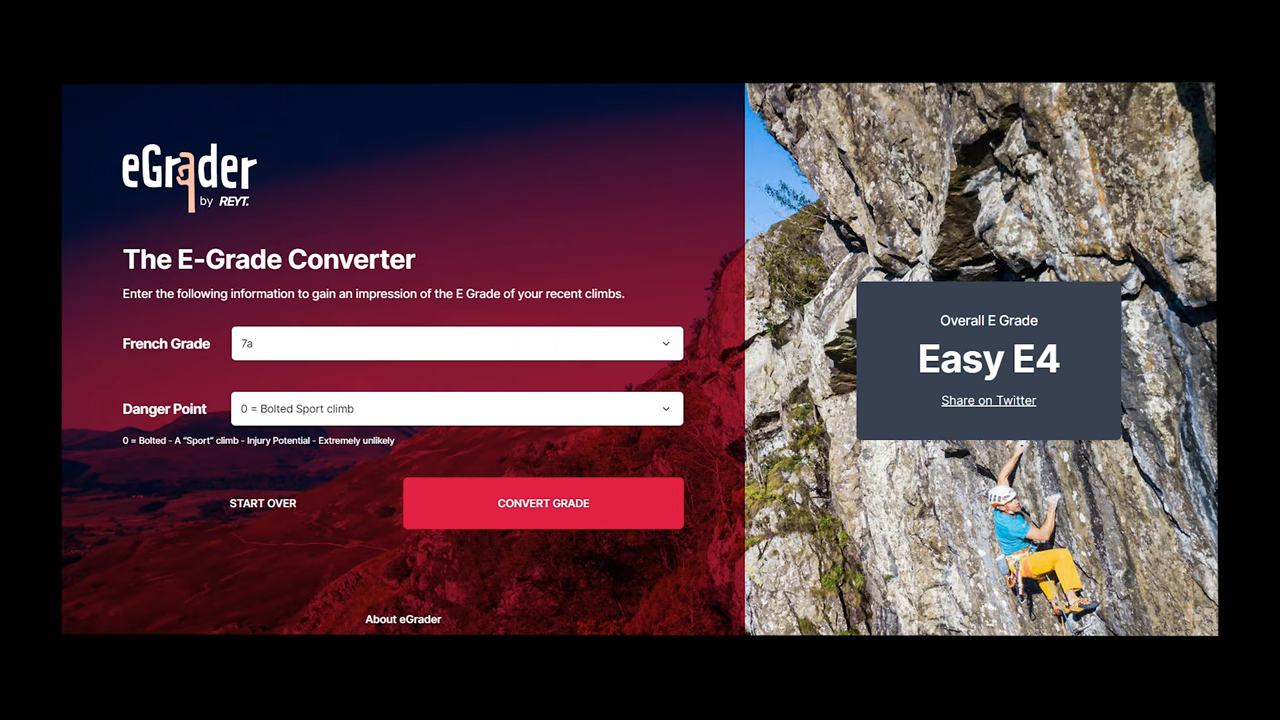 eGrader
by REYT.
The E-Grade Converter
Enter the following information to gain an impression of the E Grade of your recent climbs.
French Grade 7a
Danger Point 0 = Bolted Sport climb
0 = Bolted - A "Sport" climb - Injury Potential - Extremely unlikely
START OVER CONVERT GRADE
About eGrader
Overall E Grade
Easy E4
Share on Twitter